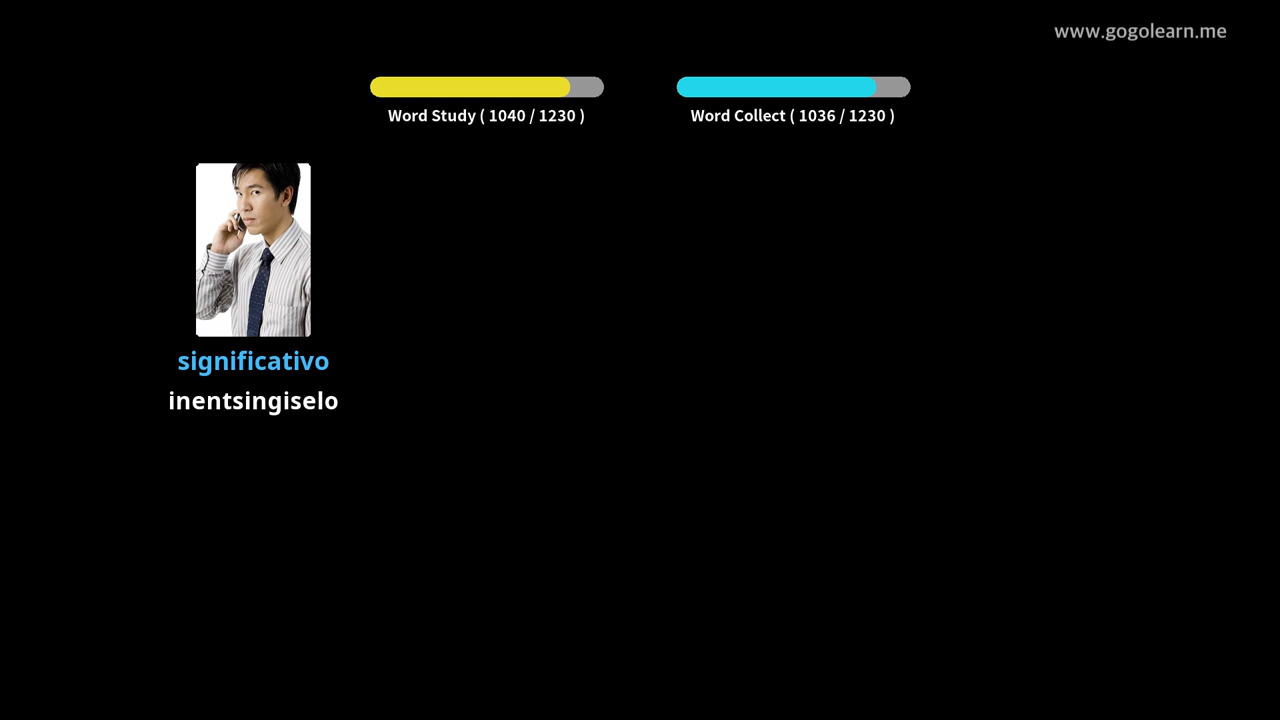 www.gogolearn.me
Word Study ( 1040 / 1230 )
Word Collect ( 1036 / 1230 )
significativo
inentsingiselo